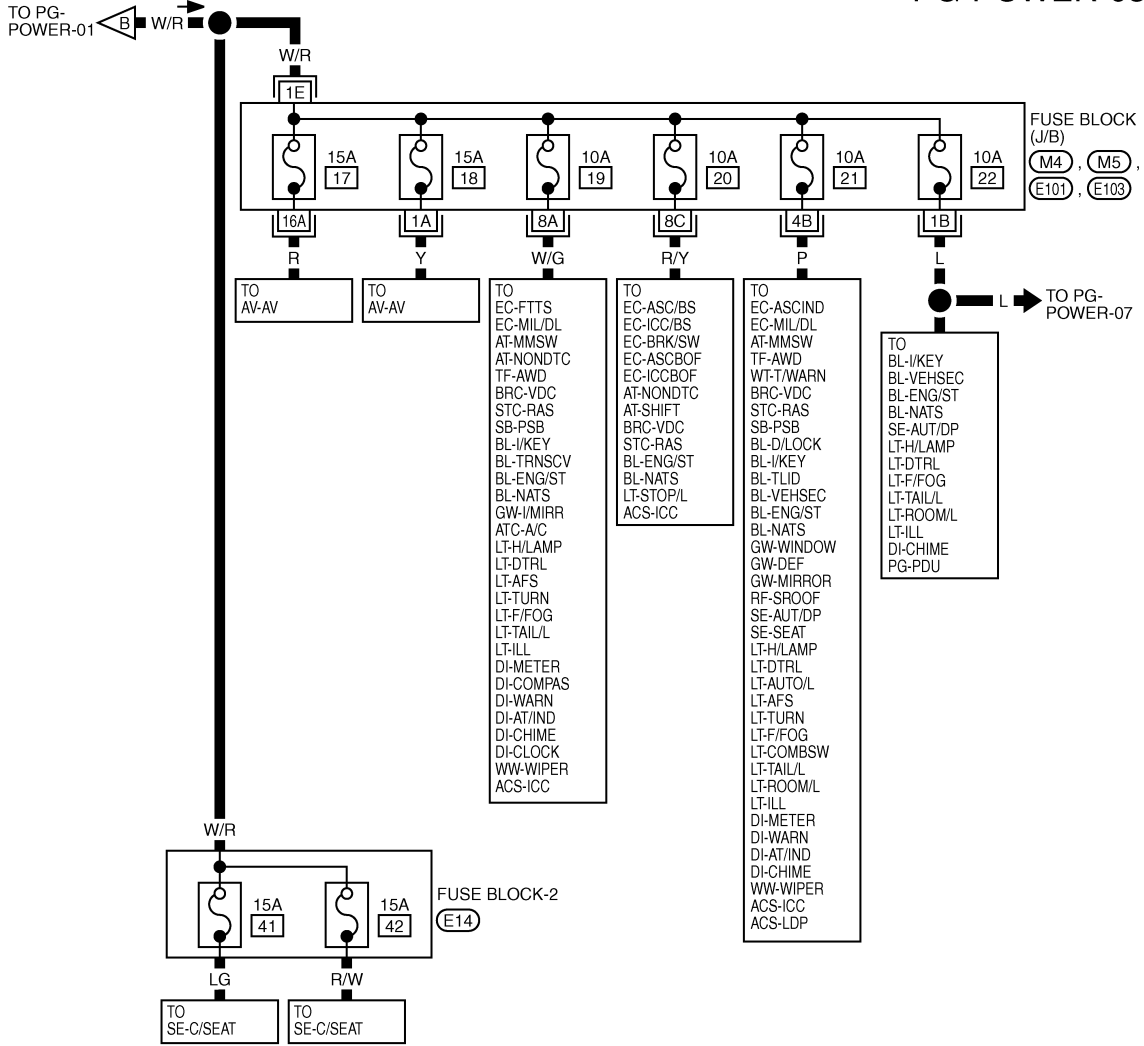 TO PG-
POWER-01
B
W/R
W/R
1E
FUSE BLOCK
(J/B)
M4 , M5 ,
E101 , E103
15A
17
15A
18
10A
19
10A
20
10A
21
10A
22
16A
1A
8A
8C
4B
1B
R
Y
W/G
R/Y
P
L
TO
AV-AV
TO
AV-AV
TO
EC-FTTS
EC-MIL/DL
AT-MMSW
AT-NONDTC
TF-AWD
BRC-VDC
STC-RAS
SB-PSB
BL-I/KEY
BL-TRNSCV
BL-ENG/ST
BL-NATS
GW-I/MIRR
ATC-A/C
LT-H/LAMP
LT-DTRL
LT-AFS
LT-TURN
LT-F/FOG
LT-TAIL/L
LT-ILL
DI-METER
DI-COMPAS
DI-WARN
DI-AT/IND
DI-CHIME
DI-CLOCK
WW-WIPER
ACS-ICC
TO
EC-ASC/BS
EC-ICC/BS
EC-BRK/SW
EC-ASCBOF
EC-ICCBOF
AT-NONDTC
AT-SHIFT
BRC-VDC
STC-RAS
BL-ENG/ST
BL-NATS
LT-STOP/L
ACS-ICC
TO
EC-ASCIND
EC-MIL/DL
AT-MMSW
TF-AWD
WT-T/WARN
BRC-VDC
STC-RAS
SB-PSB
BL-D/LOCK
BL-I/KEY
BL-TLID
BL-VEHSEC
BL-ENG/ST
BL-NATS
GW-WINDOW
GW-DEF
GW-MIRROR
RF-SROOF
SE-AUT/DP
SE-SEAT
LT-H/LAMP
LT-DTRL
LT-AUTO/L
LT-AFS
LT-TURN
LT-F/FOG
LT-COMBSW
LT-TAIL/L
LT-ROOM/L
LT-ILL
DI-METER
DI-WARN
DI-AT/IND
DI-CHIME
WW-WIPER
ACS-ICC
ACS-LDP
L
TO PG-
POWER-07
TO
BL-I/KEY
BL-VEHSEC
BL-ENG/ST
BL-NATS
SE-AUT/DP
LT-H/LAMP
LT-DTRL
LT-F/FOG
LT-TAIL/L
LT-ROOM/L
LT-ILL
DI-CHIME
PG-PDU
W/R
15A
41
15A
42
FUSE BLOCK-2
E14
LG
R/W
TO
SE-C/SEAT
TO
SE-C/SEAT